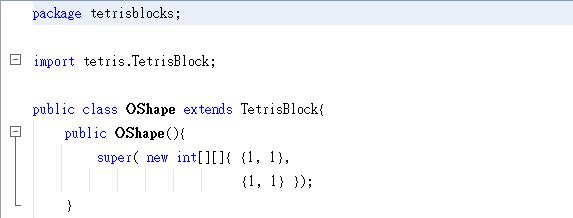 package tetrisblocks;
import tetris.TetrisBlock;
public class OShape extends TetrisBlock{
public OShape(){
super( new int[][]{ {1, 1},
{1, 1} });
}